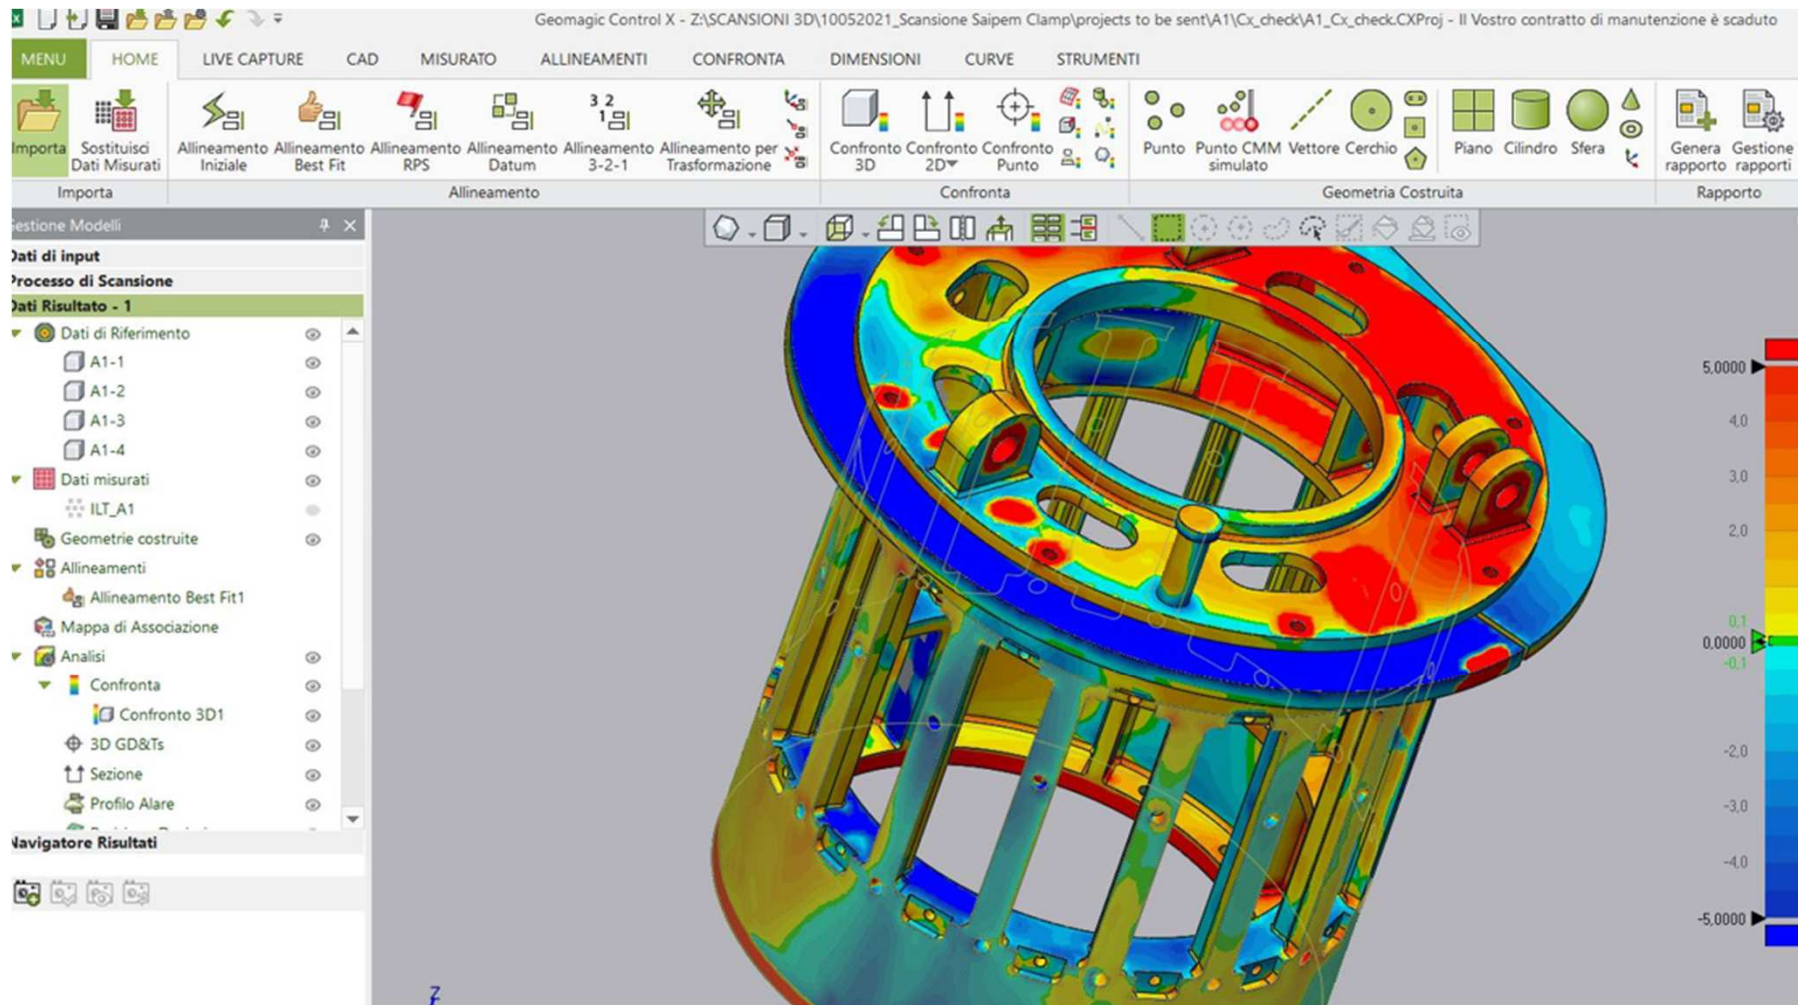 Geomagic Control X - Z:\SCANSIONI 3D\10052021_Scansione Saipem Clamp\projects to be sent\A1\Cx_check\A1_Cx_check.CXProj - Il Vostro contratto di manutenzione è scaduto
MENU HOME LIVE CAPTURE CAD MISURATO ALLINEAMENTI CONFRONTA DIMENSIONI CURVE STRUMENTI
Importa Sostituisci Dati Misurati Allineamento Iniziale Allineamento Best Fit Allineamento RPS Allineamento Datum Allineamento 3-2-1 Allineamento per Trasformazione Confronto 3D Confronto 2D Confronto Punto Punto Punto CMM simulato Vettore Cerchio Piano Cilindro Sfera Genera rapporto Gestione rapporti
Importa Allineamento Confronta Geometria Costruita Rapporto
estione Modelli
Dati di input
Processo di Scansione
Dati Risultato - 1
Dati di Riferimento
A1-1
A1-2
A1-3
A1-4
Dati misurati
ILT_A1
Geometrie costruite
Allineamenti
Allineamento Best Fit1
Mappa di Associazione
Analisi
Confronta
Confronto 3D1
3D GD&Ts
Sezione
Profilo Alare
Navigatore Risultati
5,0000
4,0
3,0
2,0
0,1
0,0000
-0,1
-2,0
-3,0
-4,0
-5,0000
Z